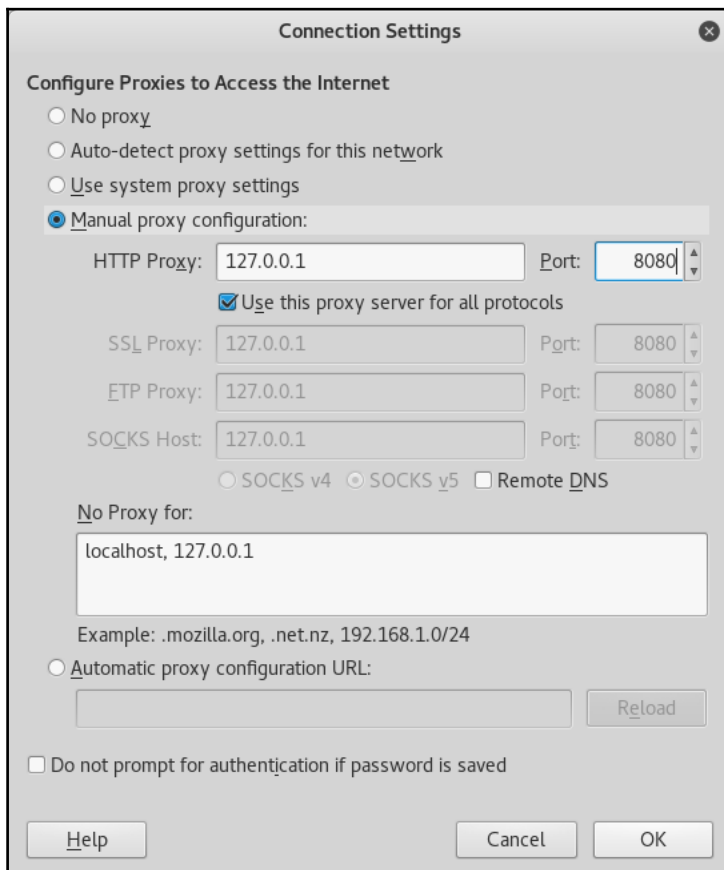 Connection Settings
Configure Proxies to Access the Internet
No proxy
Auto-detect proxy settings for this network
Use system proxy settings
Manual proxy configuration:
HTTP Proxy: 127.0.0.1 Port: 8080
Use this proxy server for all protocols
SSL Proxy: 127.0.0.1 Port: 8080
FTP Proxy: 127.0.0.1 Port: 8080
SOCKS Host: 127.0.0.1 Port: 8080
SOCKS v4 SOCKS v5 Remote DNS
No Proxy for:
localhost, 127.0.0.1
Example: .mozilla.org, .net.nz, 192.168.1.0/24
Automatic proxy configuration URL:
Reload
Do not prompt for authentication if password is saved
Help Cancel OK